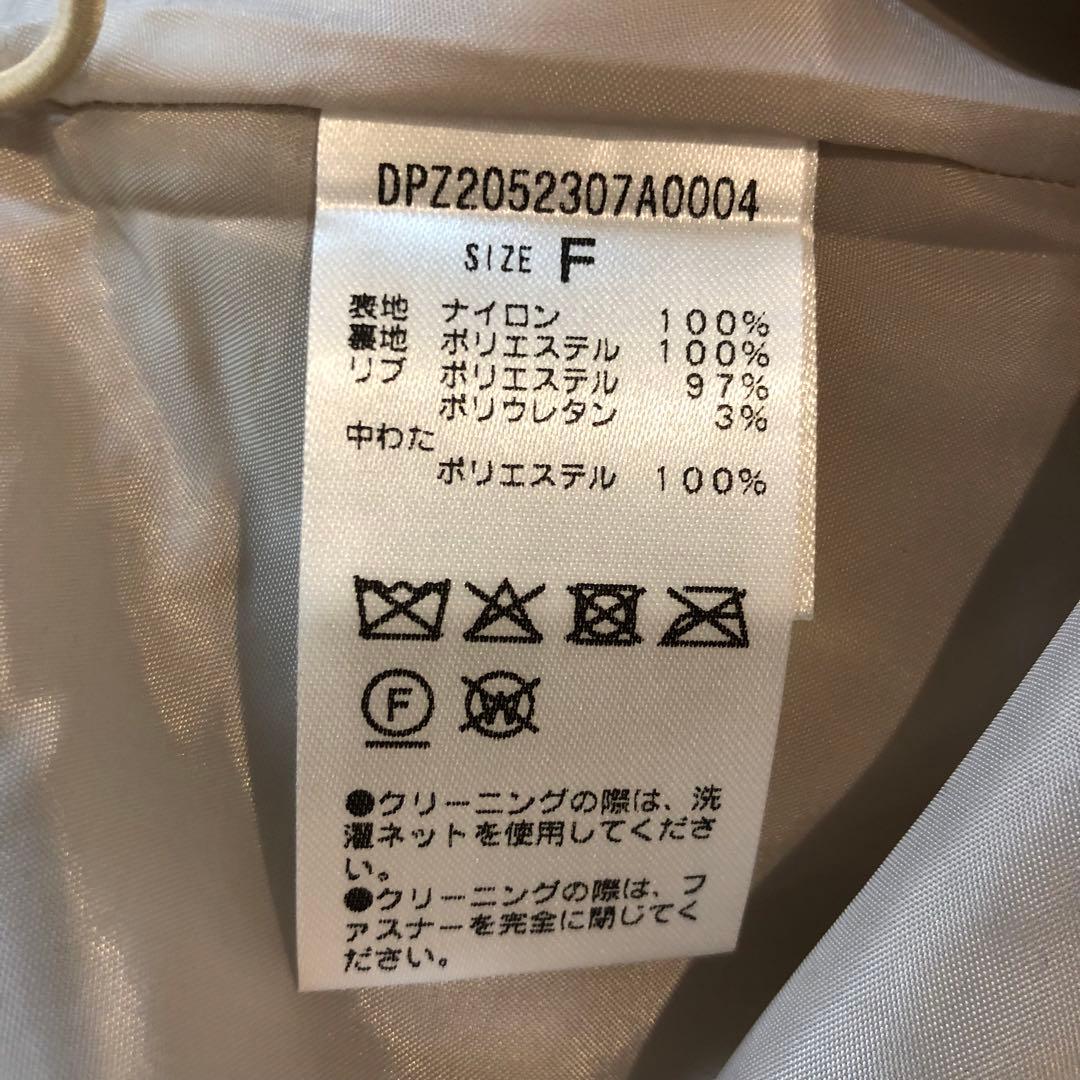 DPZ2052307A0004
SIZE F
表地 ナイロン 100%
裏地 ポリエステル 100%
リブ ポリエステル 97%
ポリウレタン 3%
中わた
ポリエステル 100%
F W
●クリーニングの際は、洗
濯ネットを使用してくださ
い。
●クリーニングの際は、フ
ァスナーを完全に閉じてく
ださい。